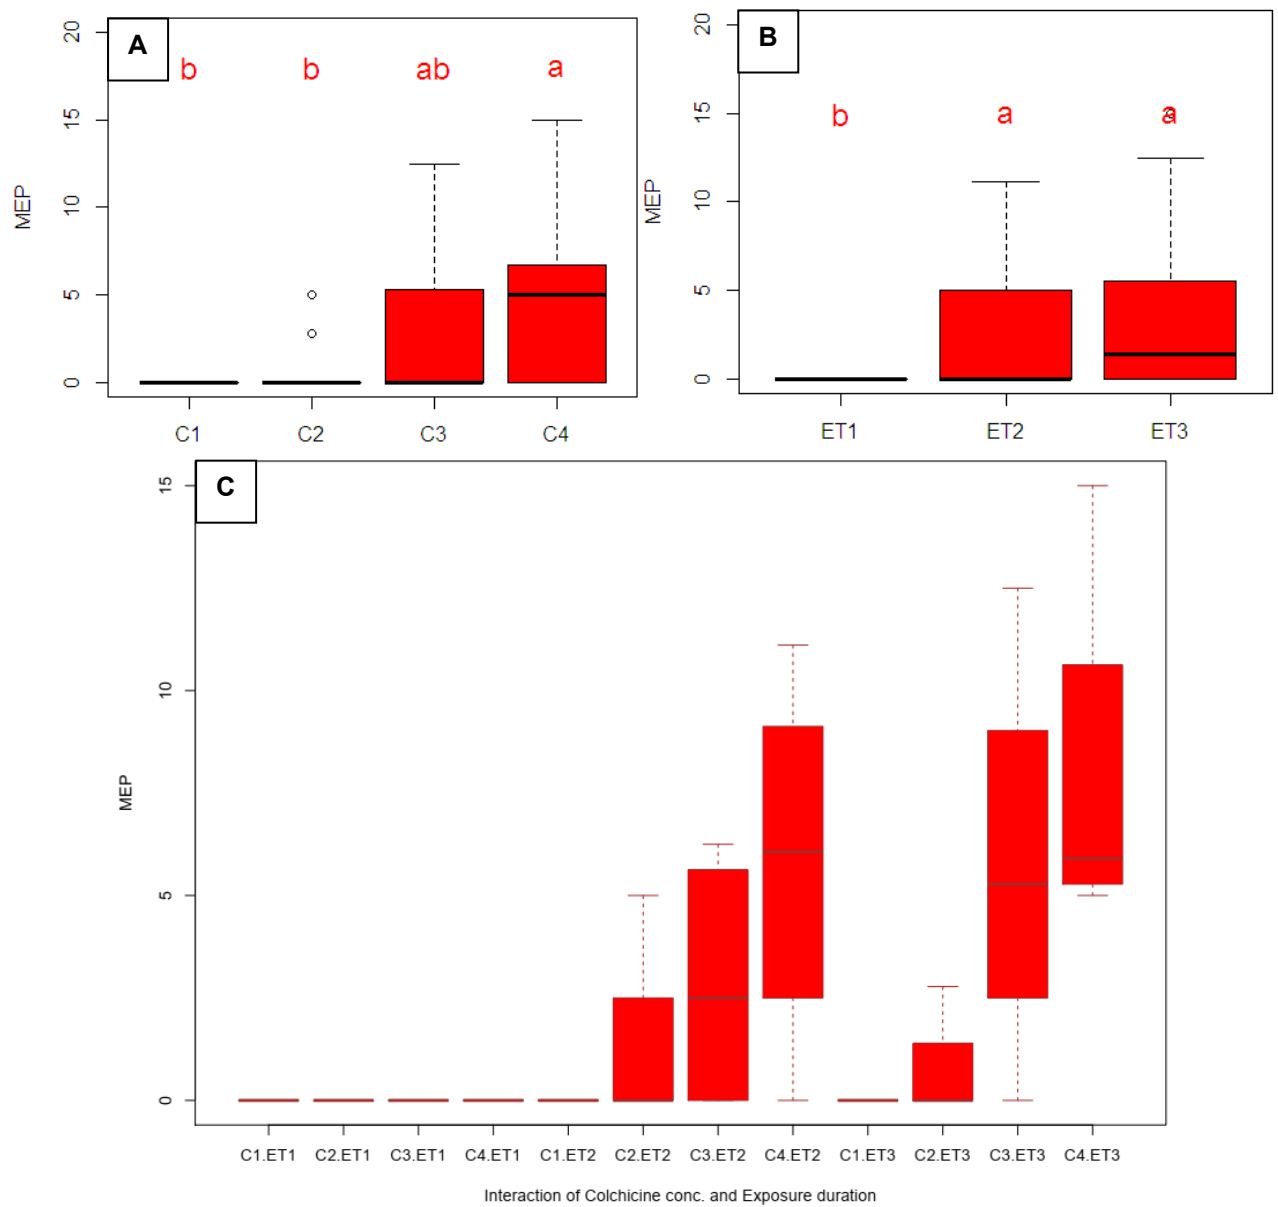 A
20
15
10
5
0
MEP
b b ab a
C1 C2 C3 C4
B
20
15
10
5
0
MEP
b a a
ET1 ET2 ET3
C
15
10
5
0
MEP
C1.ET1 C2.ET1 C3.ET1 C4.ET1 C1.ET2 C2.ET2 C3.ET2 C4.ET2 C1.ET3 C2.ET3 C3.ET3 C4.ET3
Interaction of Colchicine conc. and Exposure duration